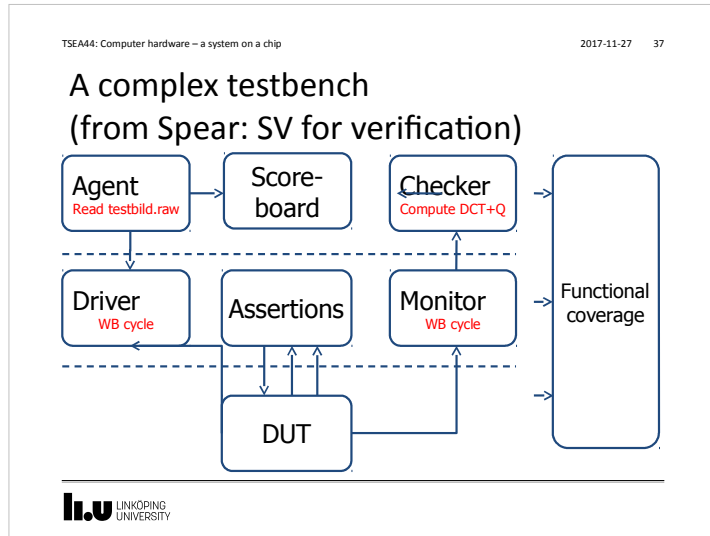 TSEA44: Computer hardware – a system on a chip
2017-11-27 37
A complex testbench
(from Spear: SV for verification)
Agent
Read testbild.raw
Score-
board
Checker
Compute DCT+Q
Driver
WB cycle
Assertions
Monitor
WB cycle
Functional
coverage
DUT
li.u LINKÖPING
UNIVERSITY